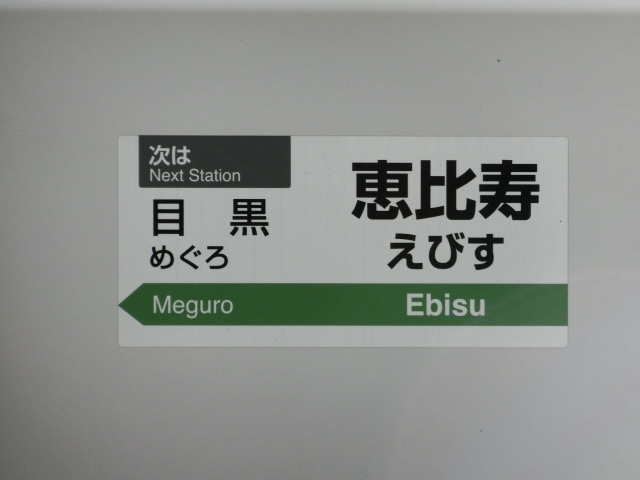 次は
Next Station
目 黒
めぐろ
Meguro
恵比寿
えびす
Ebisu